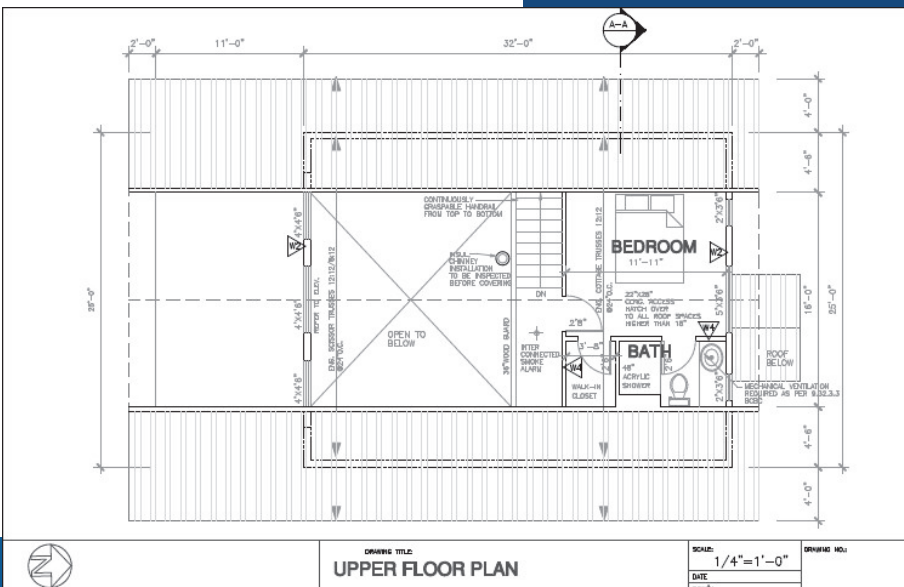 A-A
2'-0"
11'-0"
32'-0"
2'-0"
4'-0"
4'-6"
CONTINUOUSLY
GRASPABLE HANDRAIL
FROM TOP TO BOTTOM
4'X4'6"
2'X3'6"
W2
BEDROOM
11'-11"
W2
INSUL.
CHIMNEY
INSTALLATION
TO BE INSPECTED
BEFORE COVERING
REFER TO ELEV.
ENG. SCISSOR TRUSSES 12:12/6:12
@24" O.C.
ENG. COTTAGE TRUSSES 12:12
@24" O.C.
DN
22"X28"
CEILG. ACCESS
HATCH OVER
TO ALL ROOF SPACES
HIGHER THAN 18"
5'X3'6"
16'-0"
25'-0"
4'X4'6"
OPEN TO
BELOW
36" WOOD GUARD
2'8"
W4
INTER
CONNECTED
SMOKE
ALARM
3'-8"
BATH
2'6"
2'6"
ROOF
BELOW
W4
48"
ACRYLIC
SHOWER
WALK-IN
CLOSET
4'X4'6"
2'X3'6"
MECHANICAL VENTILATION
REQUIRED AS PER 9.32.3.3
BCBC
4'-6"
4'-0"
DRAWING TITLE:
UPPER FLOOR PLAN
SCALE:
1/4"=1'-0"
DATE
DRAWING NO.: